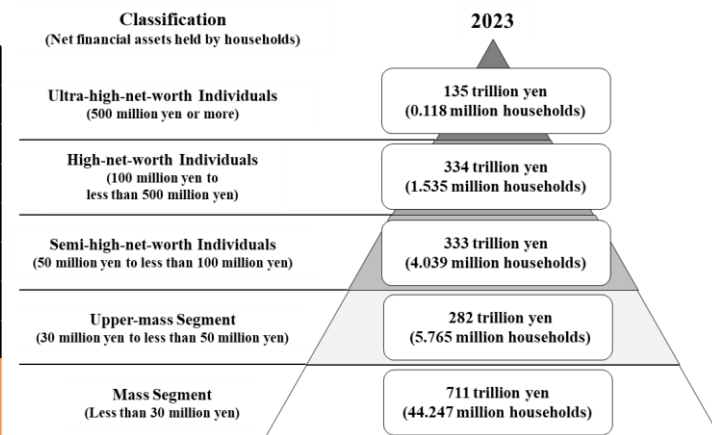 Classification
(Net financial assets held by households)
2023
Ultra-high-net-worth Individuals
(500 million yen or more)
135 trillion yen
(0.118 million households)
High-net-worth Individuals
(100 million yen to
less than 500 million yen)
334 trillion yen
(1.535 million households)
Semi-high-net-worth Individuals
(50 million yen to less than 100 million yen)
333 trillion yen
(4.039 million households)
Upper-mass Segment
(30 million yen to less than 50 million yen)
282 trillion yen
(5.765 million households)
Mass Segment
(Less than 30 million yen)
711 trillion yen
(44.247 million households)